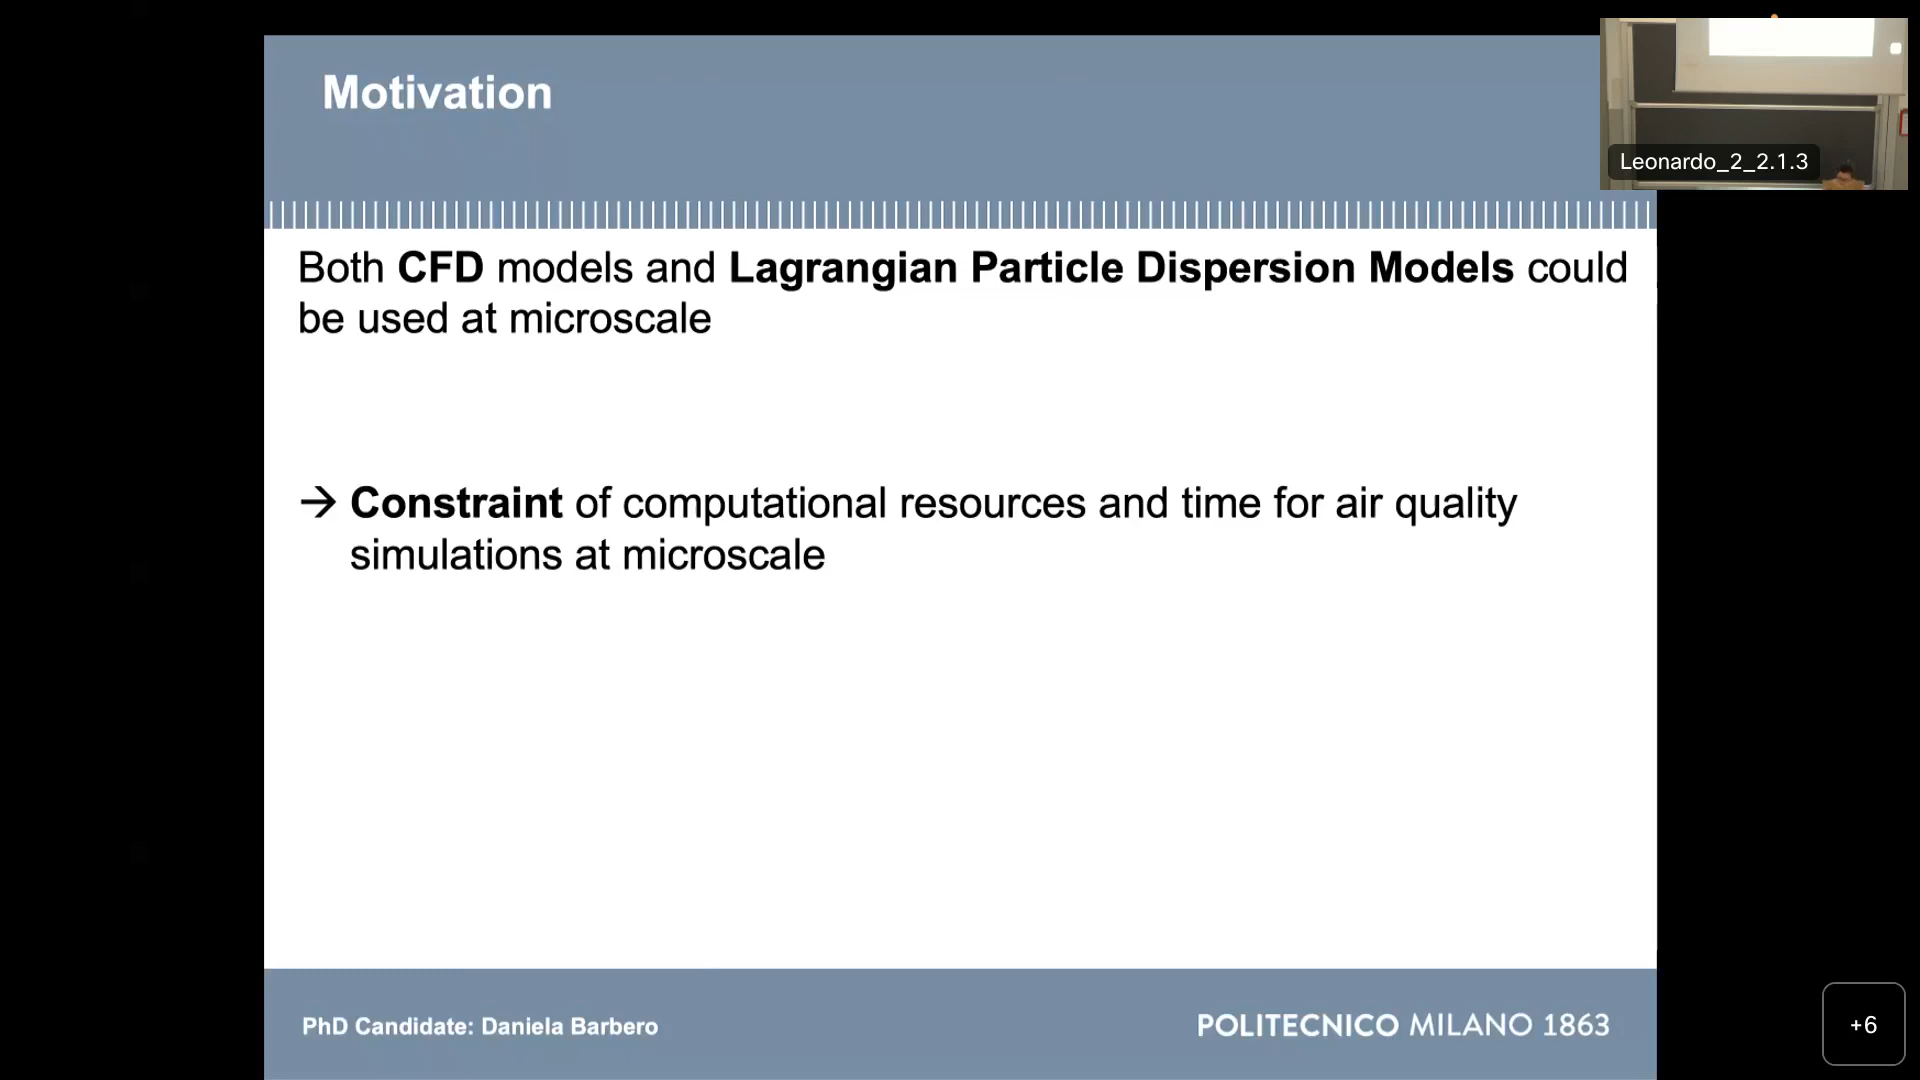 Motivation
Leonardo_2_2.1.3
Both CFD models and Lagrangian Particle Dispersion Models could
be used at microscale
→ Constraint of computational resources and time for air quality
simulations at microscale
PhD Candidate: Daniela Barbero
POLITECNICO MILANO 1863
+6